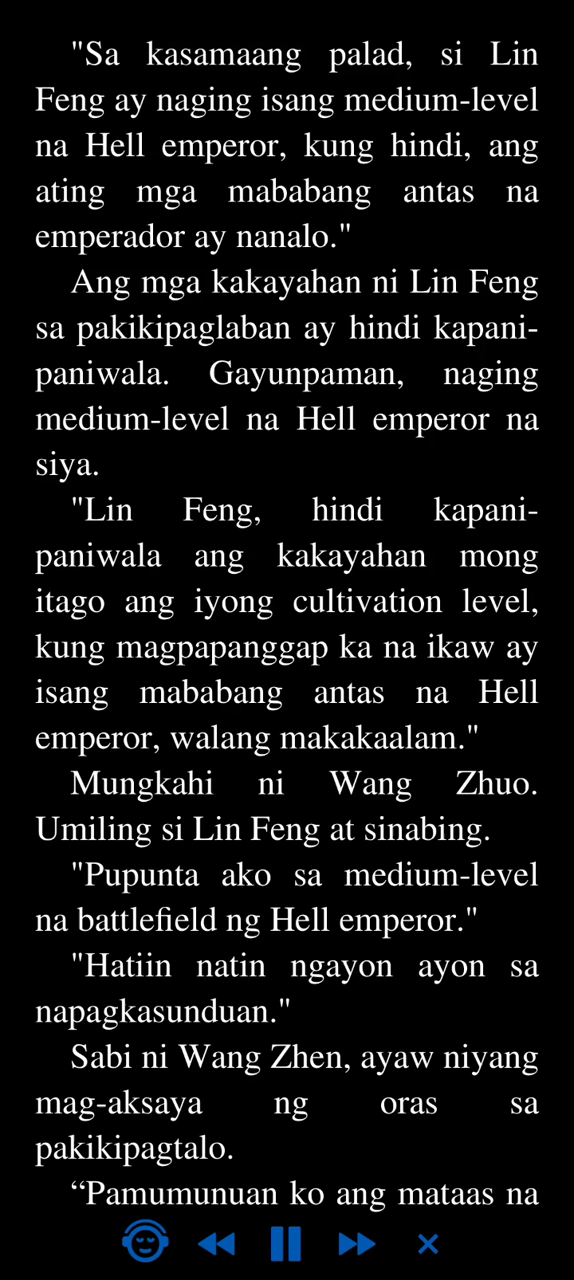 "Sa kasamaang palad, si Lin
Feng ay naging isang medium-level
na Hell emperor, kung hindi, ang
ating mga mababang antas na
emperador ay nanalo."
Ang mga kakayahan ni Lin Feng
sa pakikipaglaban ay hindi kapani-
paniwala. Gayunpaman, naging
medium-level na Hell emperor na
siya.
"Lin Feng, hindi kapani-
paniwala ang kakayahan mong
itago ang iyong cultivation level,
kung magpapanggap ka na ikaw ay
isang mababang antas na Hell
emperor, walang makakaalam."
Mungkahi ni Wang Zhuo.
Umiling si Lin Feng at sinabing.
"Pupunta ako sa medium-level
na battlefield ng Hell emperor."
"Hatiin natin ngayon ayon sa
napagkasunduan."
Sabi ni Wang Zhen, ayaw niyang
mag-aksaya ng oras sa
pakikipagtalo.
“Pamumunuan ko ang mataas na